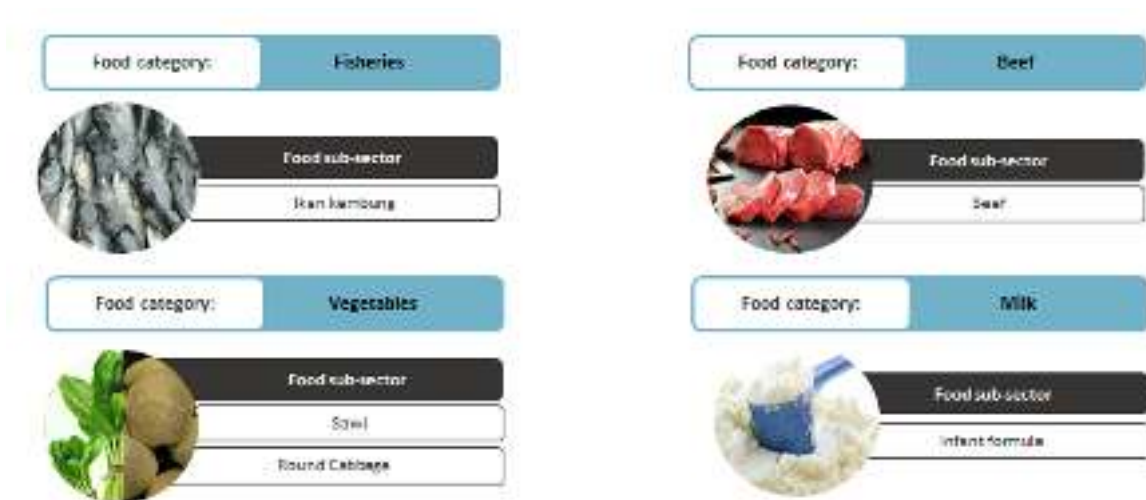 Food category: Fisheries
Food sub-sector
Ikan kembung
Food category: Beef
Food sub-sector
Beef
Food category: Vegetables
Food sub-sector
Sawi
Round Cabbage
Food category: Milk
Food sub-sector
Infant formula